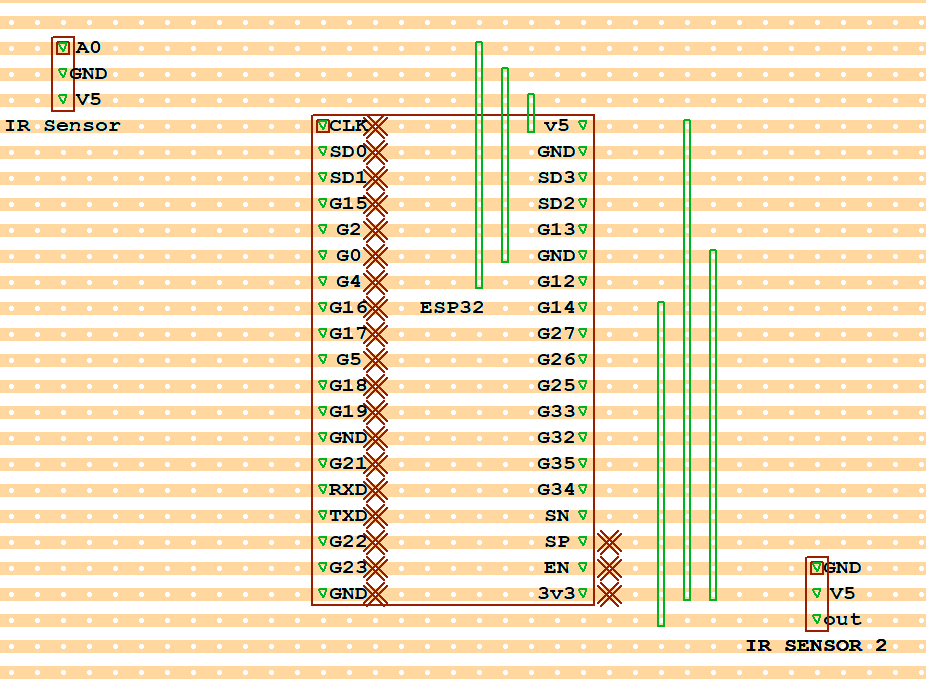 A0
GND
V5
IR Sensor
CLK v5
SD0 GND
SD1 SD3
G15 SD2
G2 G13
G0 GND
G4 G12
G16 ESP32 G14
G17 G27
G5 G26
G18 G25
G19 G33
GND G32
G21 G35
RXD G34
TXD SN
G22 SP
G23 EN GND
GND 3v3 V5
out
IR SENSOR 2